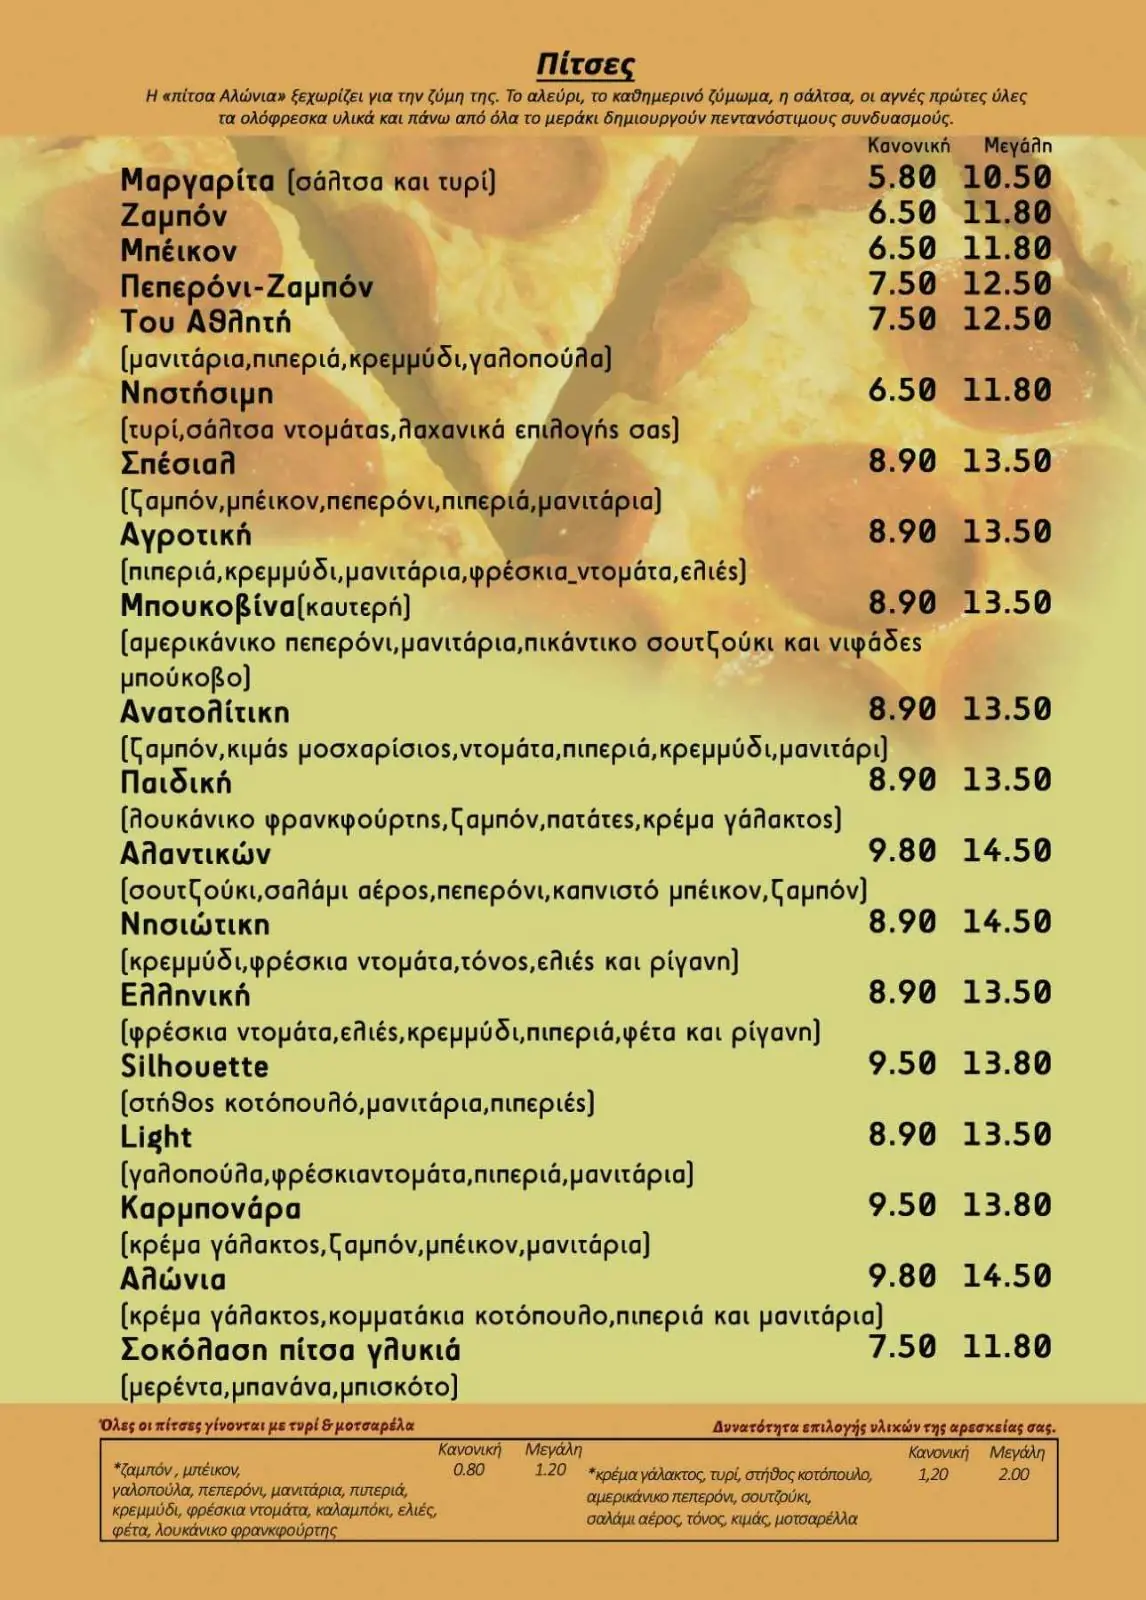 Πίτσες
Η «πίτσα Αλώνια» ξεχωρίζει για την ζύμη της. Το αλεύρι, το καθημερινό ζύμωμα, η σάλτσα, οι αγνές πρώτες ύλες
τα ολόφρεσκα υλικά και πάνω από όλα το μεράκι δημιουργούν πεντανόστιμους συνδυασμούς.
Κανονική Μεγάλη
Μαργαρίτα (σάλτσα και τυρί) 5.80 10.50
Ζαμπόν 6.50 11.80
Μπέικον 6.50 11.80
Πεπερόνι-Ζαμπόν 7.50 12.50
Του Αθλητή 7.50 12.50
(μανιτάρια,πιπεριά,κρεμμύδι,γαλοπούλα)
Νηστήσιμη 6.50 11.80
(τυρί,σάλτσα ντομάτας,λαχανικά επιλογής σας)
Σπέσιαλ 8.90 13.50
(ζαμπόν,μπέικον,πεπερόνι,πιπεριά,μανιτάρια)
Αγροτική 8.90 13.50
(πιπεριά,κρεμμύδι,μανιτάρια,φρέσκια_ντομάτα,ελιές)
Μπουκοβίνα(καυτερή) 8.90 13.50
(αμερικάνικο πεπερόνι,μανιτάρια,πικάντικο σουτζούκι και νιφάδες
μπούκοβο)
Ανατολίτικη 8.90 13.50
(ζαμπόν,κιμάς μοσχαρίσιος,ντομάτα,πιπεριά,κρεμμύδι,μανιτάρι)
Παιδική 8.90 13.50
(λουκάνικο φρανκφούρτης,ζαμπόν,πατάτες,κρέμα γάλακτος)
Αλαντικών 9.80 14.50
(σουτζούκι,σαλάμι αέρος,πεπερόνι,καπνιστό μπέικον,ζαμπόν)
Νησιώτικη 8.90 14.50
(κρεμμύδι,φρέσκια ντομάτα,τόνος,ελιές και ρίγανη)
Ελληνική 8.90 13.50
(φρέσκια ντομάτα,ελιές,κρεμμύδι,πιπεριά,φέτα και ρίγανη)
Silhouette 9.50 13.80
(στήθος κοτόπουλό,μανιτάρια,πιπεριές)
Light 8.90 13.50
(γαλοπούλα,φρέσκιαντομάτα,πιπεριά,μανιτάρια)
Καρμπονάρα 9.50 13.80
(κρέμα γάλακτος,ζαμπόν,μπέικον,μανιτάρια)
Αλώνια 9.80 14.50
(κρέμα γάλακτος,κομματάκια κοτόπουλο,πιπεριά και μανιτάρια)
Σοκόλαση πίτσα γλυκιά 7.50 11.80
(μερέντα,μπανάνα,μπισκότο)
Όλες οι πίτσες γίνονται με τυρί & μοτσαρέλα
Δυνατότητα επιλογής υλικών της αρεσκείας σας.
Κανονική Μεγάλη
*ζαμπόν , μπέικον, 0.80 1.20
γαλοπούλα, πεπερόνι, μανιτάρια, πιπεριά,
κρεμμύδι, φρέσκια ντομάτα, καλαμπόκι, ελιές,
φέτα, λουκάνικο φρανκφούρτης
Κανονική Μεγάλη
*κρέμα γάλακτος, τυρί, στήθος κοτόπουλο, 1,20 2.00
αμερικάνικο πεπερόνι, σουτζούκι,
σαλάμι αέρος, τόνος, κιμάς, μοτσαρέλλα